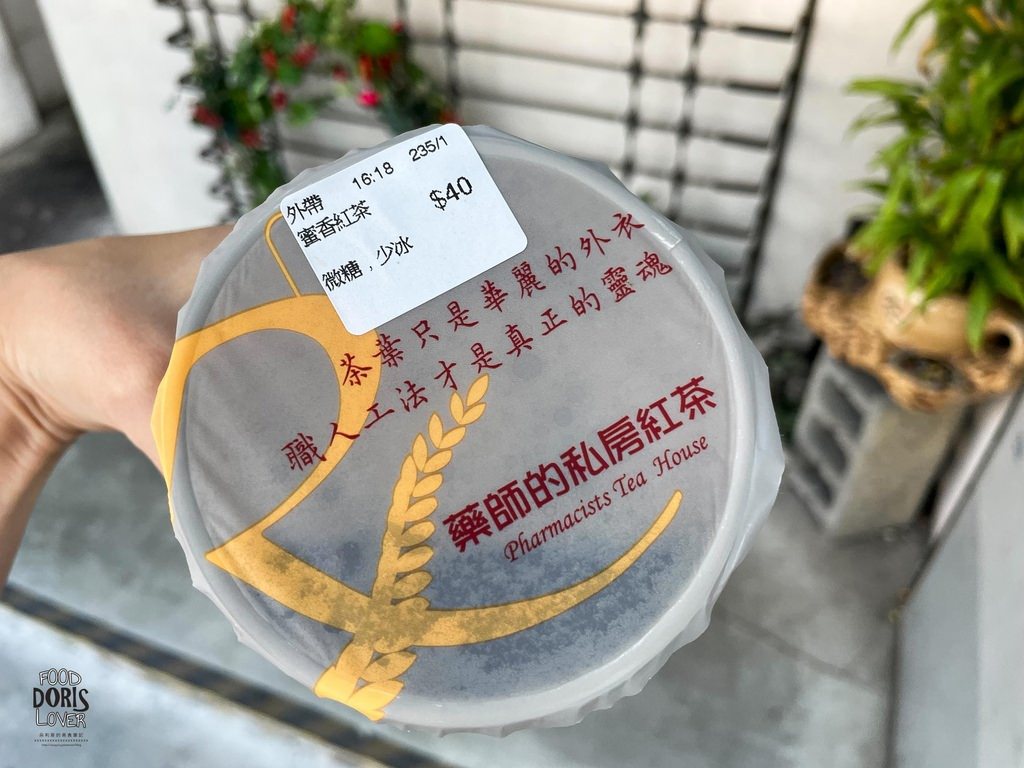 16:18 235/1
外帶
蜜香紅茶 $40
微糖，少冰
茶葉只是華麗的外衣
職人工法才是真正的靈魂
藥師的私房紅茶
Pharmacists Tea House
FOOD
DORIS
LOVER